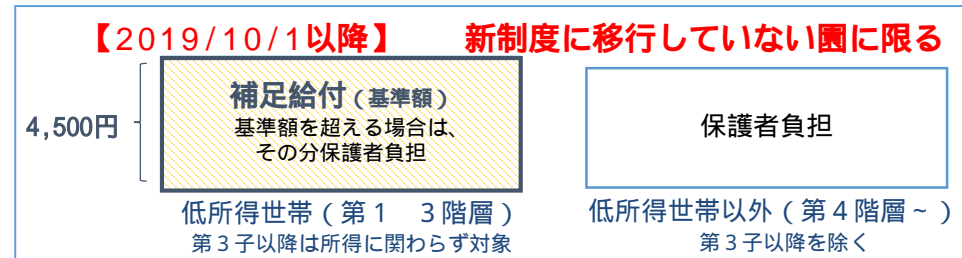 【2019/10/1以降】　新制度に移行していない園に限る
補足給付(基準額)
4,500円
基準額を超える場合は、
その分保護者負担
保護者負担
低所得世帯(第1　3階層)
低所得世帯以外(第4階層~)
第3子以降は所得に関わらず対象
第3子以降を除く